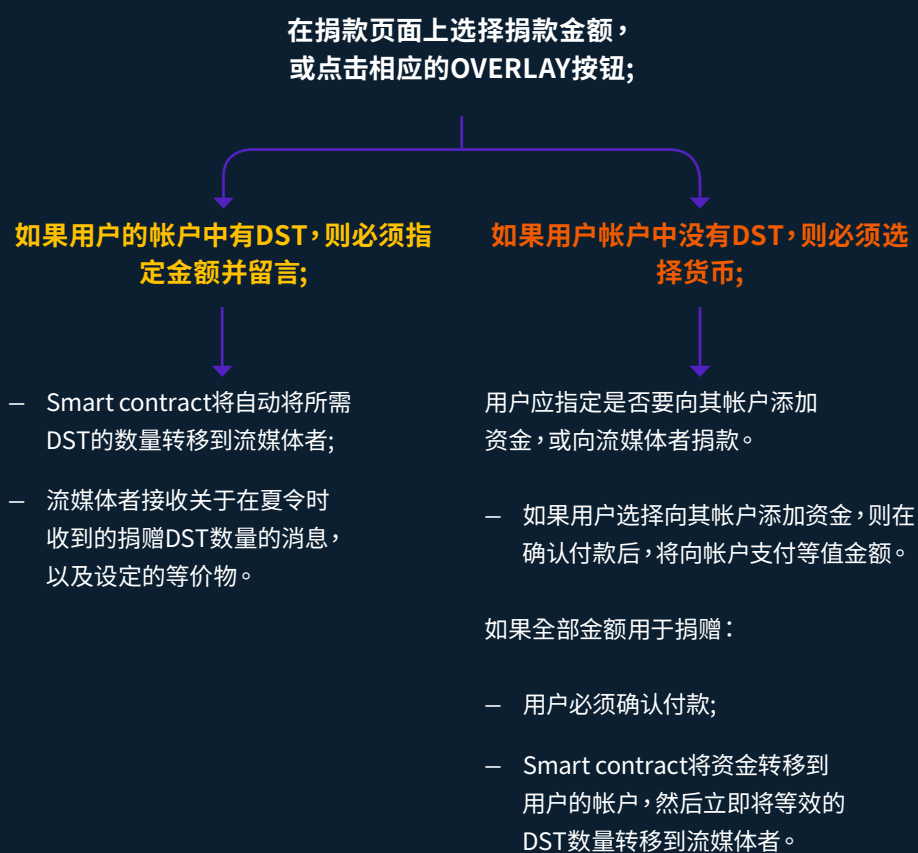 在捐款页面上选择捐款金额，
或点击相应的OVERLAY按钮;
如果用户的帐户中有DST，则必须指
定金额并留言;
— Smart contract将自动将所需
DST的数量转移到流媒体者;
— 流媒体者接收关于在夏令时
收到的捐赠DST数量的消息，
以及设定的等价物。
如果用户帐户中没有DST，则必须选
择货币;
用户应指定是否要向其帐户添加
资金，或向流媒体者捐款。
— 如果用户选择向其帐户添加资金，则在
确认付款后，将向帐户支付等值金额。
如果全部金额用于捐赠：
— 用户必须确认付款;
— Smart contract将资金转移到
用户的帐户，然后立即将等效的
DST数量转移到流媒体者。